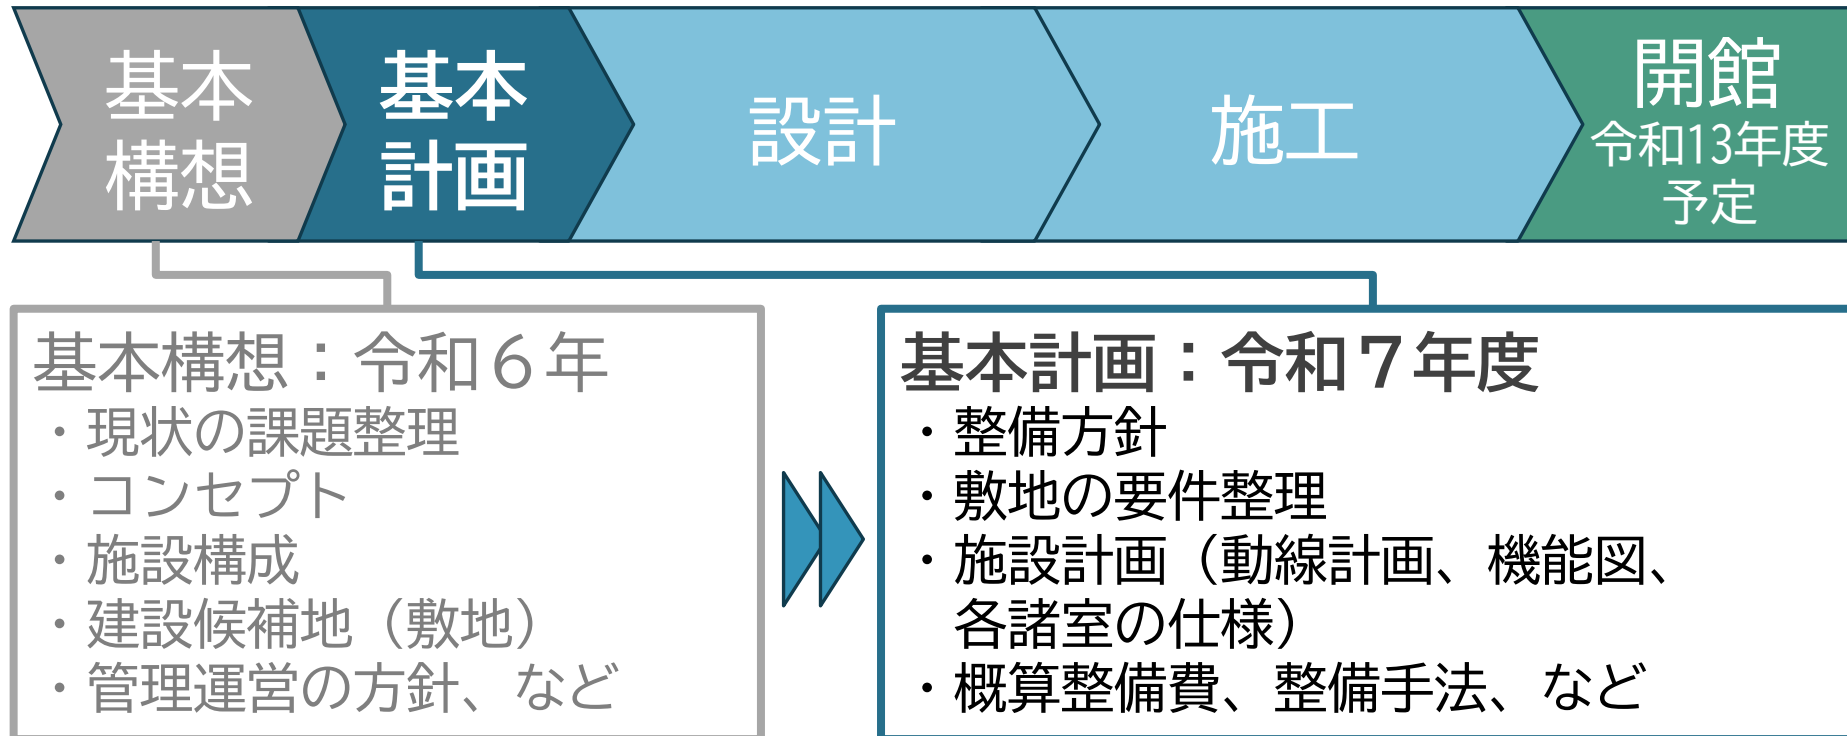 基本
構想
基本
計画
設計
施工
開館
令和13年度
予定
基本構想：令和６年
・現状の課題整理
・コンセプト
・施設構成
・建設候補地（敷地）
・管理運営の方針、など
基本計画：令和７年度
・整備方針
・敷地の要件整理
・施設計画（動線計画、機能図、
各諸室の仕様）
・概算整備費、整備手法、など